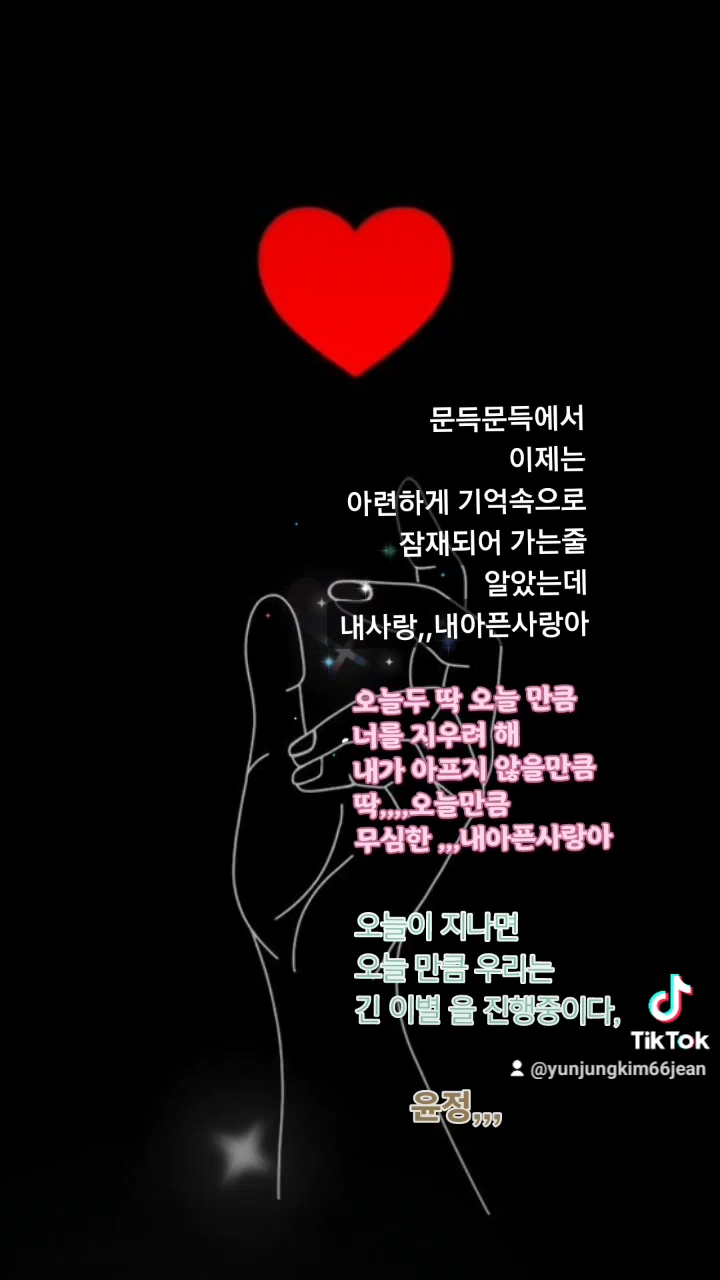 문득문득에서
이제는
아련하게 기억속으로
잠재되어 가는줄
알았는데
내사랑,,내아픈사랑아
오늘두 딱 오늘 만큼
너를 지우려 해
내가 아프지 않을만큼
딱,,,,오늘만큼
무심한 ,,,내아픈사랑아
오늘이 지나면
오늘 만큼 우리는
긴 이별 을 진행중이다,
TikTok
@yunjungkim66jean
윤정,,,